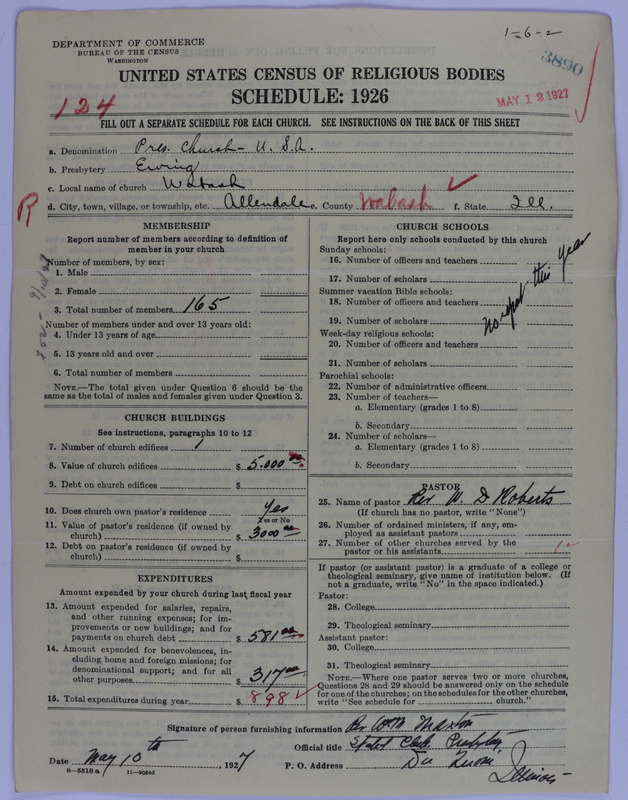 1-6-2
DEPARTMENT OF COMMERCE
BUREAU OF THE CENSUS
WASHINGTON
3890
UNITED STATES CENSUS OF RELIGIOUS BODIES
SCHEDULE: 1926
124
MAY 12 1927
FILL OUT A SEPARATE SCHEDULE FOR EACH CHURCH. SEE INSTRUCTIONS ON THE BACK OF THIS SHEET
a. Denomination Pres. Church - U. S. A.
b. Presbytery Ewing
c. Local name of church Wabash
d. City, town, village, or township, etc. Allendale e. County Wabash f. State Ill.
R
MEMBERSHIP
Report number of members according to definition of
member in your church
Number of members, by sex:
1. Male
2. Female
3. Total number of members 165
Number of members under and over 13 years old:
4. Under 13 years of age
5. 13 years old and over
6. Total number of members
NOTE.—The total given under Question 6 should be the
same as the total of males and females given under Question 3.
CHURCH BUILDINGS
See instructions, paragraphs 10 to 12
7. Number of church edifices 1
8. Value of church edifices $ 5.000 00
9. Debt on church edifices $
10. Does church own pastor's residence Yes
Yes or No
11. Value of pastor's residence (if owned by
church) $ 3000 00
12. Debt on pastor's residence (if owned by
church) $
EXPENDITURES
Amount expended by your church during last fiscal year
13. Amount expended for salaries, repairs,
and other running expenses; for im-
provements or new buildings; and for
payments on church debt $ 581 00
14. Amount expended for benevolences, in-
cluding home and foreign missions; for
denominational support; and for all
other purposes $ 317 00
15. Total expenditures during year $ 898
CHURCH SCHOOLS
Report here only schools conducted by this church
Sunday schools:
16. Number of officers and teachers
17. Number of scholars
Summer vacation Bible schools:
18. Number of officers and teachers
19. Number of scholars
No rept this year
Week-day religious schools:
20. Number of officers and teachers
21. Number of scholars
Parochial schools:
22. Number of administrative officers
23. Number of teachers—
a. Elementary (grades 1 to 8)
b. Secondary
24. Number of scholars—
a. Elementary (grades 1 to 8)
b. Secondary
PASTOR
25. Name of pastor Rev. W. D. Roberts
(If church has no pastor, write "None")
26. Number of ordained ministers, if any, em-
ployed as assistant pastors
27. Number of other churches served by the
pastor or his assistants
If pastor (or assistant pastor) is a graduate of a college or
theological seminary, give name of institution below. (If
not a graduate, write "No" in the space indicated.)
Pastor:
28. College
29. Theological seminary
Assistant pastor:
30. College
31. Theological seminary
NOTE.—Where one pastor serves two or more churches,
Questions 28 and 29 should be answered only on the schedule
for one of the churches; on the schedules for the other churches,
write "See schedule for church."
Signature of person furnishing information Rev Wm Maxton
Official title Stated Clerk Presbytery
Date May 10th, 1927 P. O. Address Du Quoin Illinois
8-5518 a